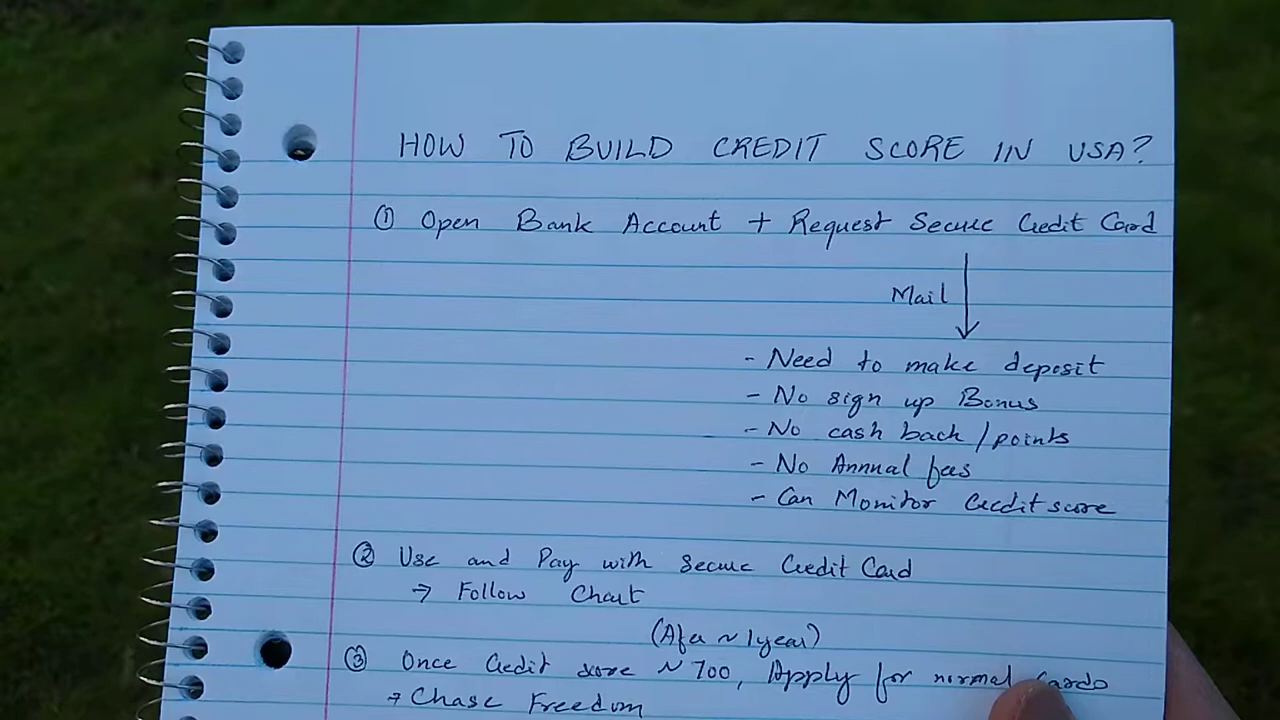 HOW TO BUILD CREDIT SCORE IN USA?
① Open Bank Account + Request Secure Credit Card
Mail
- Need to make deposit
- No sign up Bonus
- No cash back/points
- No Annual fees
- Can Monitor Credit score
② Use and Pay with Secure Credit Card
→ Follow Chart
(After ~ 1 year)
③ Once Credit score ~ 700, Apply for normal Cards
→ Chase Freedom